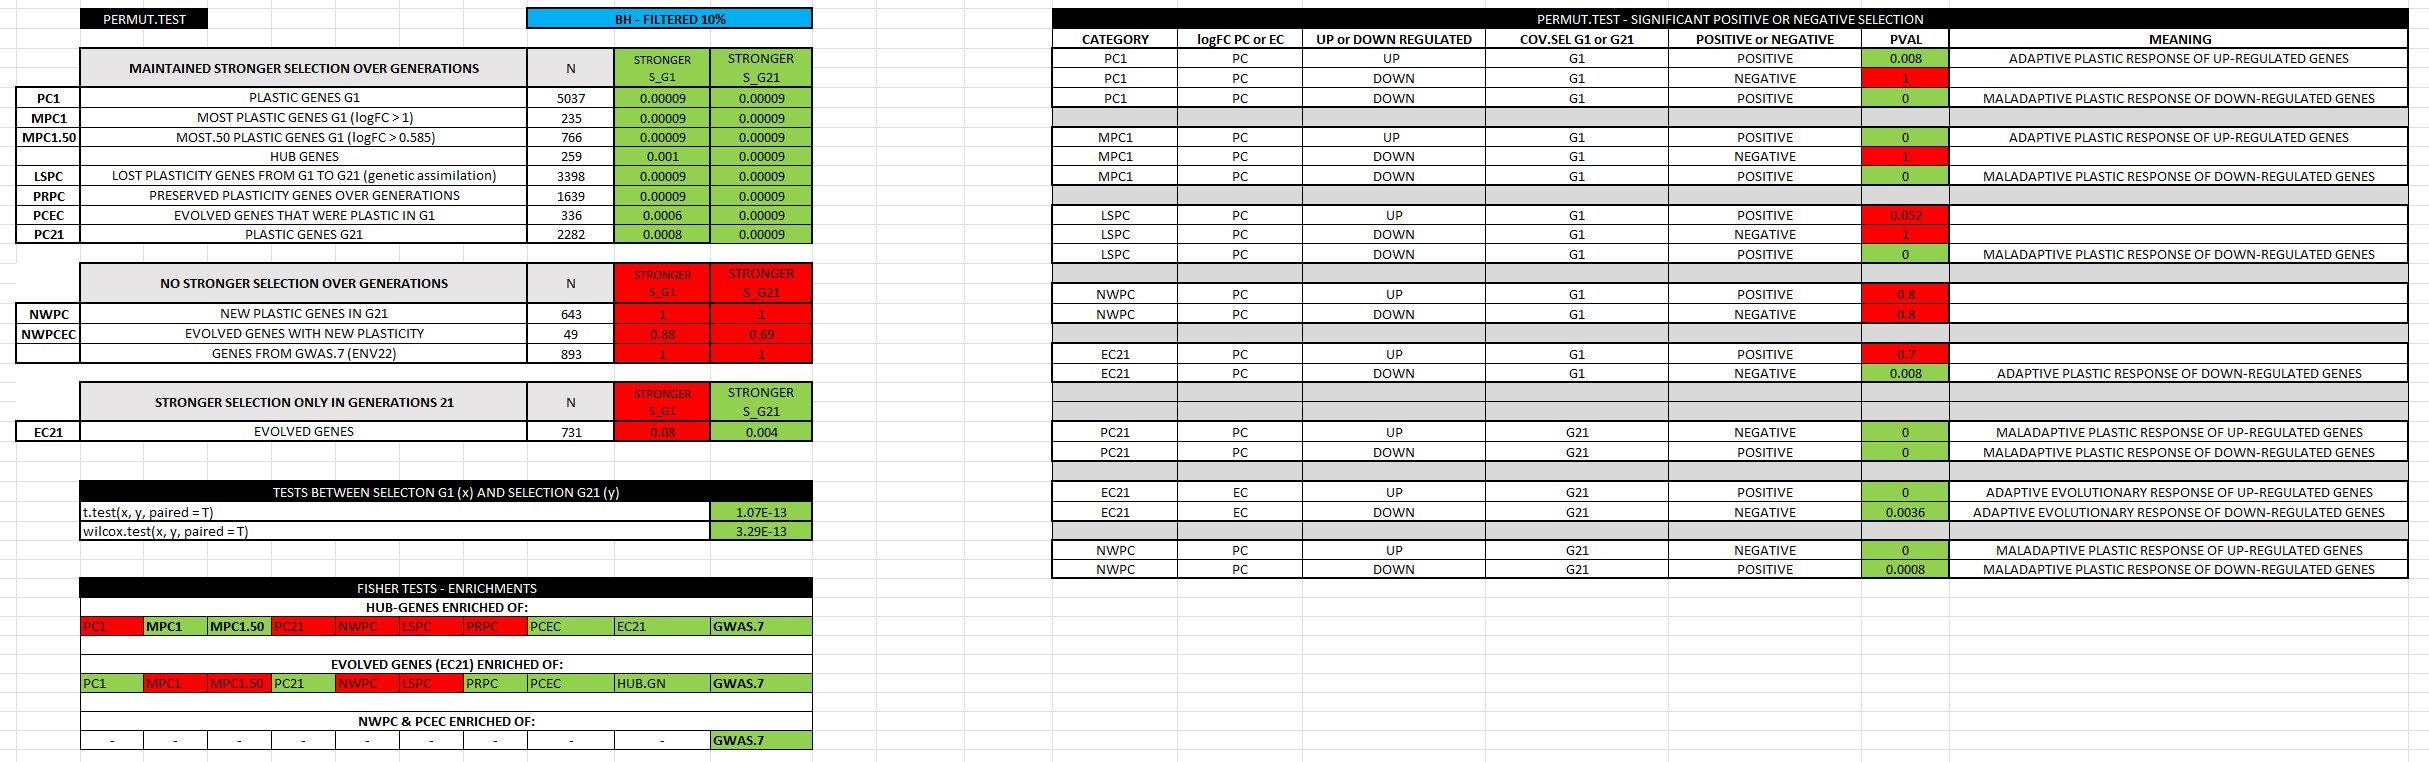 PERMUT.TEST
BH - FILTERED 10%
MAINTAINED STRONGER SELECTION OVER GENERATIONS N STRONGER S_G1 STRONGER S_G21
PC1 PLASTIC GENES G1 5037 0.00009 0.00009
MPC1 MOST PLASTIC GENES G1 (logFC > 1) 235 0.00009 0.00009
MPC1.50 MOST.50 PLASTIC GENES G1 (logFC > 0.585) 766 0.00009 0.00009
HUB GENES 259 0.001 0.00009
LSPC LOST PLASTICITY GENES FROM G1 TO G21 (genetic assimilation) 3398 0.00009 0.00009
PRPC PRESERVED PLASTICITY GENES OVER GENERATIONS 1639 0.00009 0.00009
PCEC EVOLVED GENES THAT WERE PLASTIC IN G1 336 0.0006 0.00009
PC21 PLASTIC GENES G21 2282 0.0008 0.00009
NO STRONGER SELECTION OVER GENERATIONS N STRONGER S_G1 STRONGER S_G21
NWPC NEW PLASTIC GENES IN G21 643 1 1
NWPCEC EVOLVED GENES WITH NEW PLASTICITY 49 0.88 0.69
GENES FROM GWAS.7 (ENV22) 893 1 1
STRONGER SELECTION ONLY IN GENERATIONS 21 N STRONGER S_G1 STRONGER S_G21
EC21 EVOLVED GENES 731 0.08 0.004
TESTS BETWEEN SELECTON G1 (x) AND SELECTION G21 (y)
t.test(x, y, paired = T) 1.07E-13
wilcox.test(x, y, paired = T) 3.29E-13
FISHER TESTS - ENRICHMENTS
HUB-GENES ENRICHED OF:
PC1 MPC1 MPC1.50 PC21 NWPC LSPC PRPC PCEC EC21 GWAS.7
EVOLVED GENES (EC21) ENRICHED OF:
PC1 MPC1 MPC1.50 PC21 NWPC LSPC PRPC PCEC HUB.GN GWAS.7
NWPC & PCEC ENRICHED OF:
- - - - - - - - - GWAS.7
PERMUT.TEST - SIGNIFICANT POSITIVE OR NEGATIVE SELECTION
CATEGORY logFC PC or EC UP or DOWN REGULATED COV.SEL G1 or G21 POSITIVE or NEGATIVE PVAL MEANING
PC1 PC UP G1 POSITIVE 0.008 ADAPTIVE PLASTIC RESPONSE OF UP-REGULATED GENES
PC1 PC DOWN G1 NEGATIVE 1
PC1 PC DOWN G1 POSITIVE 0 MALADAPTIVE PLASTIC RESPONSE OF DOWN-REGULATED GENES
MPC1 PC UP G1 POSITIVE 0 ADAPTIVE PLASTIC RESPONSE OF UP-REGULATED GENES
MPC1 PC DOWN G1 NEGATIVE 1
MPC1 PC DOWN G1 POSITIVE 0 MALADAPTIVE PLASTIC RESPONSE OF DOWN-REGULATED GENES
LSPC PC UP G1 POSITIVE 0.052
LSPC PC DOWN G1 NEGATIVE 1
LSPC PC DOWN G1 POSITIVE 0 MALADAPTIVE PLASTIC RESPONSE OF DOWN-REGULATED GENES
NWPC PC UP G1 POSITIVE 0.8
NWPC PC DOWN G1 NEGATIVE 0.8
EC21 PC UP G1 POSITIVE 0.7
EC21 PC DOWN G1 NEGATIVE 0.008 ADAPTIVE PLASTIC RESPONSE OF DOWN-REGULATED GENES
PC21 PC UP G21 NEGATIVE 0 MALADAPTIVE PLASTIC RESPONSE OF UP-REGULATED GENES
PC21 PC DOWN G21 POSITIVE 0 MALADAPTIVE PLASTIC RESPONSE OF DOWN-REGULATED GENES
EC21 EC UP G21 POSITIVE 0 ADAPTIVE EVOLUTIONARY RESPONSE OF UP-REGULATED GENES
EC21 EC DOWN G21 NEGATIVE 0.0036 ADAPTIVE EVOLUTIONARY RESPONSE OF DOWN-REGULATED GENES
NWPC PC UP G21 NEGATIVE 0 MALADAPTIVE PLASTIC RESPONSE OF UP-REGULATED GENES
NWPC PC DOWN G21 POSITIVE 0.0008 MALADAPTIVE PLASTIC RESPONSE OF DOWN-REGULATED GENES